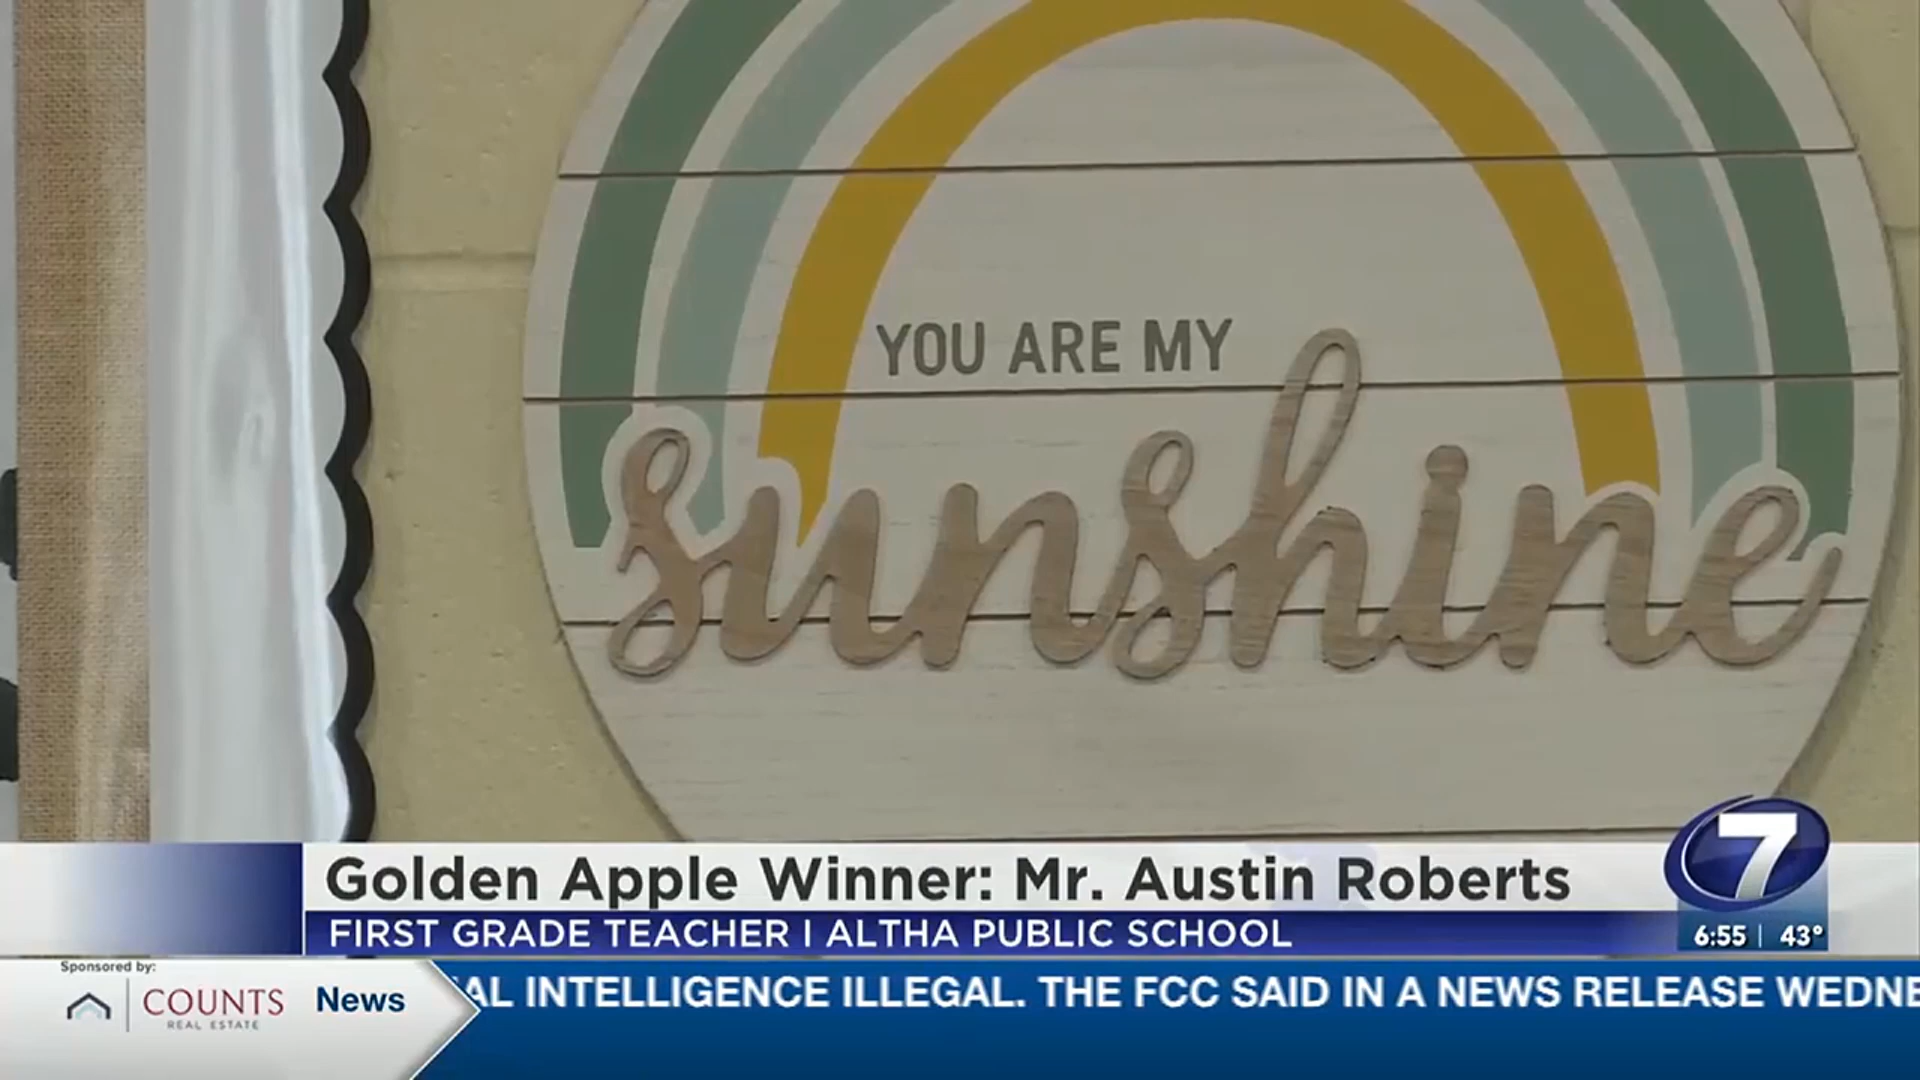 YOU ARE MY
sunshine
Golden Apple Winner: Mr. Austin Roberts
FIRST GRADE TEACHER | ALTHA PUBLIC SCHOOL
7
6:55 | 43°
Sponsored by:
COUNTS
REAL ESTATE
News
AL INTELLIGENCE ILLEGAL. THE FCC SAID IN A NEWS RELEASE WEDNE